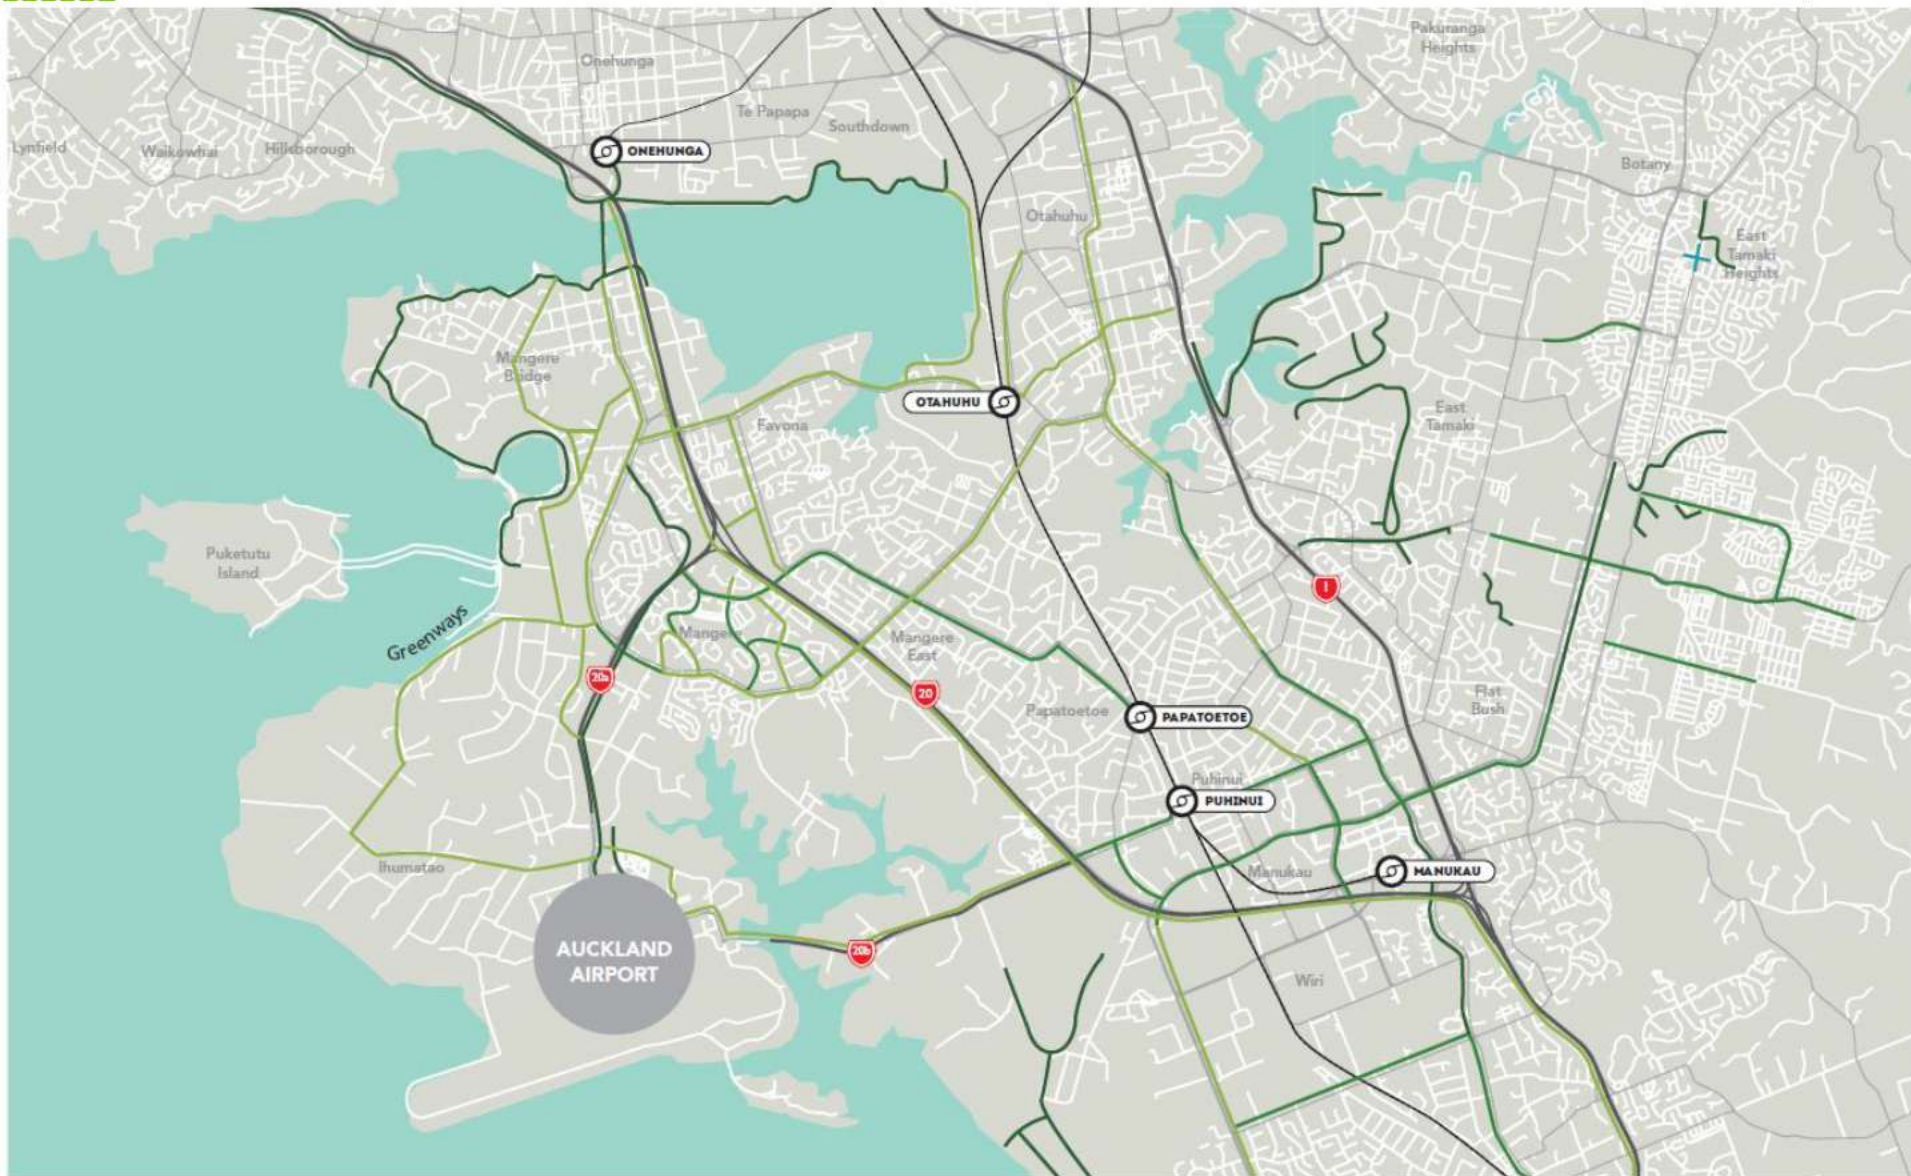 Pakuranga
Heights
Onehunga
Te Papapa
Southdown
Lynfield
Waikowhai
Hillsborough
ONEHUNGA
Botany
Otahuhu
East
Tamaki
Heights
Mangere
Bridge
OTAHUHU
Favona
East
Tamaki
Puketutu
Island
1
Greenways
Mangere
Mangere
East
20a
20
Flat
Bush
Papatoetoe
PAPATOETOE
Puhinui
PUHINUI
Ihumatao
Manukau
MANUKAU
AUCKLAND
AIRPORT
20b
Wiri